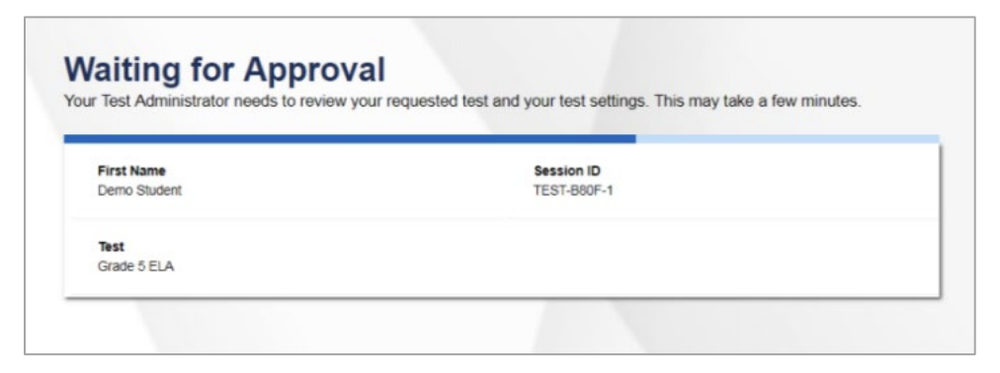 Waiting for Approval
Your Test Administrator needs to review your requested test and your test settings. This may take a few minutes.
First Name
Demo Student
Session ID
TEST-B80F-1
Test
Grade 5 ELA